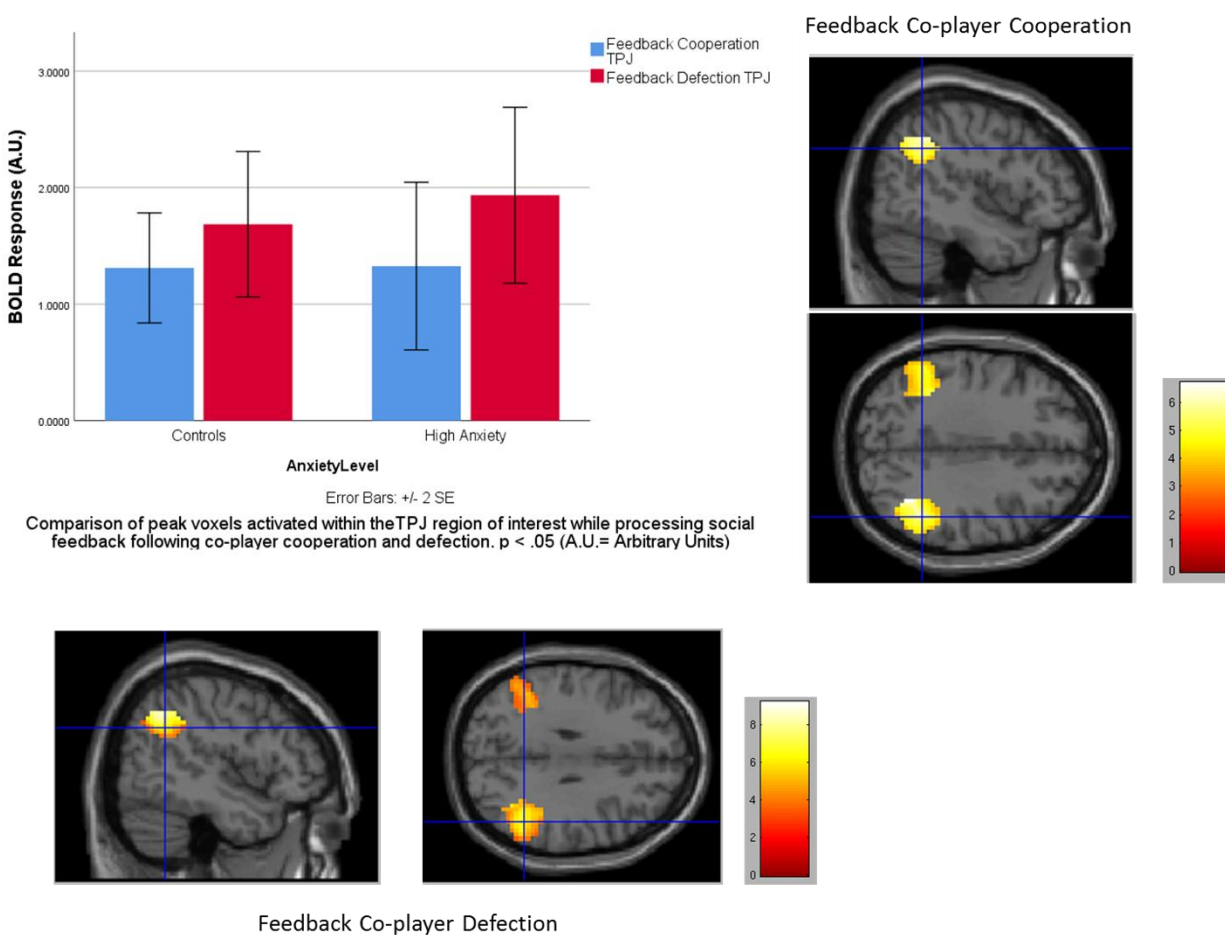 Feedback Co-player Cooperation
Feedback Cooperation
TPJ
Feedback Defection TPJ
BOLD Response (A.U.)
3.0000
2.0000
1.0000
0.0000
Controls
High Anxiety
AnxietyLevel
Error Bars: +/- 2 SE
Comparison of peak voxels activated within theTPJ region of interest while processing social
feedback following co-player cooperation and defection. p < .05 (A.U.= Arbitrary Units)
6
5
4
3
2
1
0
8
6
4
2
0
Feedback Co-player Defection